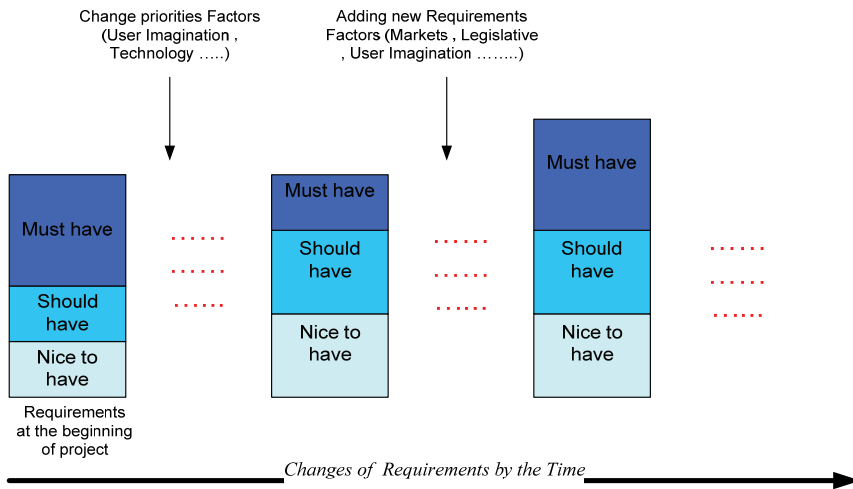 Change priorities Factors
(User Imagination ,
Technology …..)
Adding new Requirements
Factors (Markets , Legislative
, User Imagination ……..)
Must have
Should
have
Nice to
have
Requirements
at the beginning
of project
Must have
Should
have
Nice to
have
Must have
Should
have
Nice to
have
Changes of Requirements by the Time